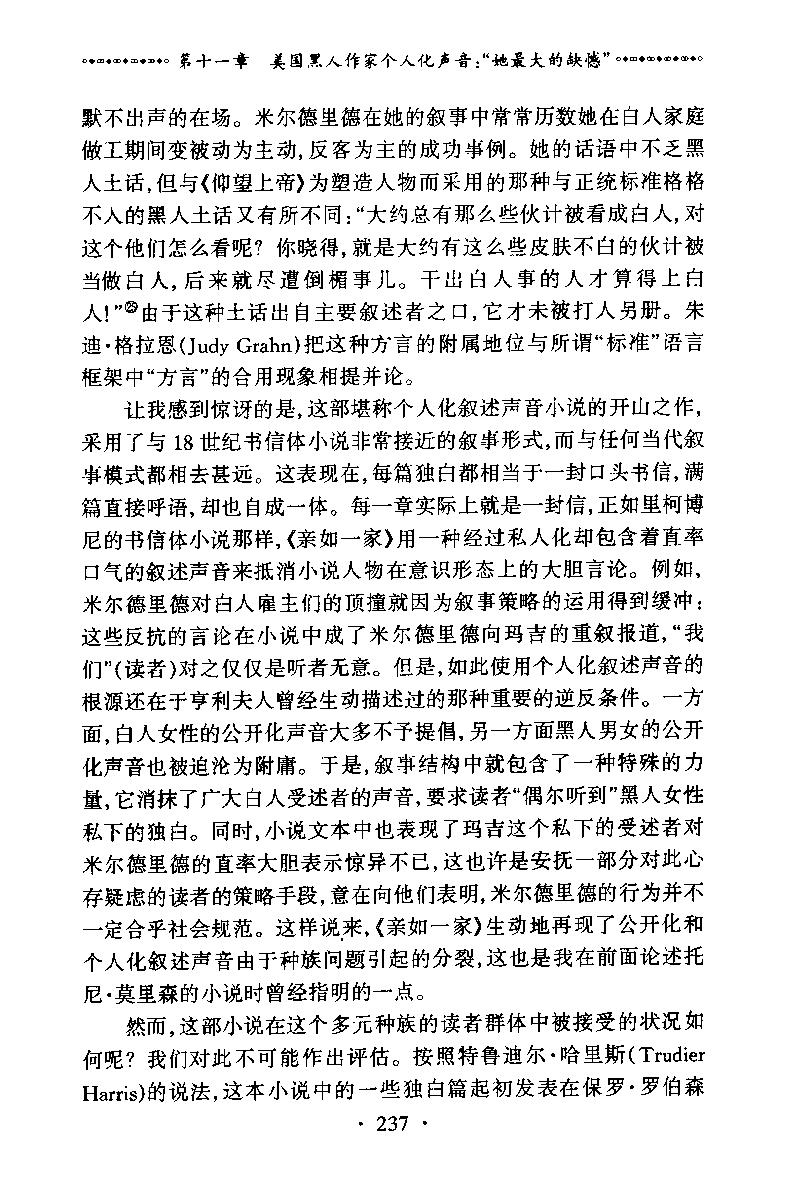 第十一章 美国黑人作家个人化声音:“她最大的缺憾”
默不出声的在场。米尔德里德在她的叙事中常常历数她在白人家庭
做工期间变被动为主动,反客为主的成功事例。她的话语中不乏黑
人土话,但与《仰望上帝》为塑造人物而采用的那种与正统标准格格
不入的黑人土话又有所不同:“大约总有那么些伙计被看成白人,对
这个他们怎么看呢? 你晓得,就是大约有这么些皮肤不白的伙计被
当做白人,后来就尽遭倒楣事儿。干出白人事的人才算得上白
人!”㉕由于这种土话出自主要叙述者之口,它才未被打入另册。朱
迪·格拉恩(Judy Grahn)把这种方言的附属地位与所谓“标准”语言
框架中“方言”的合用现象相提并论。
让我感到惊讶的是,这部堪称个人化叙述声音小说的开山之作,
采用了与 18 世纪书信体小说非常接近的叙事形式,而与任何当代叙
事模式都相去甚远。这表现在,每篇独白都相当于一封口头书信,满
篇直接呼语,却也自成一体。每一章实际上就是一封信,正如里柯博
尼的书信体小说那样,《亲如一家》用一种经过私人化却包含着直率
口气的叙述声音来抵消小说人物在意识形态上的大胆言论。例如,
米尔德里德对白人雇主们的顶撞就因为叙事策略的运用得到缓冲:
这些反抗的言论在小说中成了米尔德里德向玛吉的重叙报道,“我
们”(读者)对之仅仅是听者无意。但是,如此使用个人化叙述声音的
根源还在于亨利夫人曾经生动描述过的那种重要的逆反条件。一方
面,白人女性的公开化声音大多不予提倡,另一方面黑人男女的公开
化声音也被迫沦为附庸。于是,叙事结构中就包含了一种特殊的力
量,它消抹了广大白人受述者的声音,要求读者“偶尔听到”黑人女性
私下的独白。同时,小说文本中也表现了玛吉这个私下的受述者对
米尔德里德的直率大胆表示惊异不已,这也许是安抚一部分对此心
存疑虑的读者的策略手段,意在向他们表明,米尔德里德的行为并不
一定合乎社会规范。这样说来,《亲如一家》生动地再现了公开化和
个人化叙述声音由于种族问题引起的分裂,这也是我在前面论述托
尼·莫里森的小说时曾经指明的一点。
然而,这部小说在这个多元种族的读者群体中被接受的状况如
何呢? 我们对此不可能作出评估。按照特鲁迪尔·哈里斯(Trudier
Harris)的说法,这本小说中的一些独白篇起初发表在保罗·罗伯森
· 237 ·